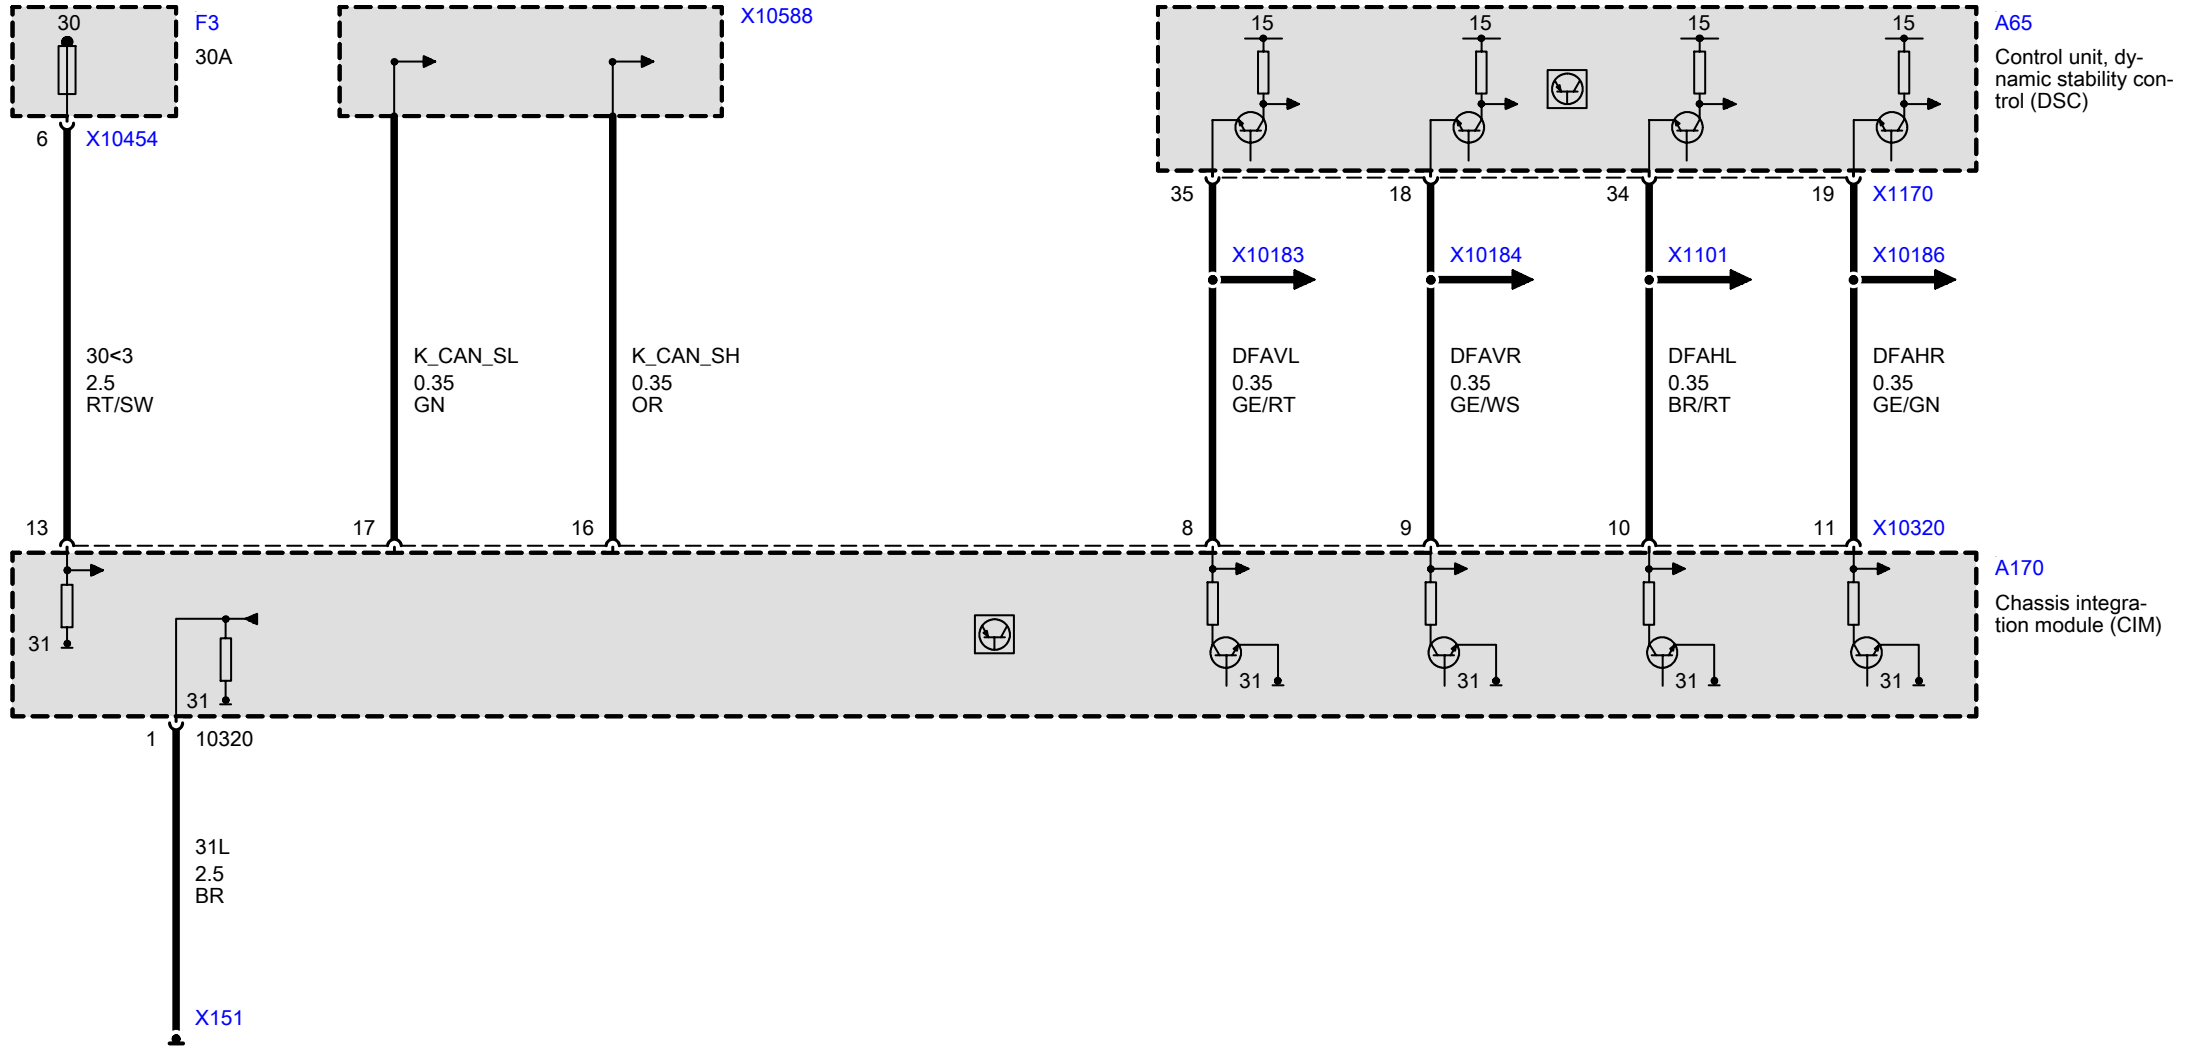 30
F3
30A
X10588
15
15
15
15
A65
Control unit, dy-
namic stability con-
trol (DSC)
6
X10454
35
18
34
19
X1170
X10183
X10184
X1101
X10186
30<3
2.5
RT/SW
K_CAN_SL
0.35
GN
K_CAN_SH
0.35
OR
DFAVL
0.35
GE/RT
DFAVR
0.35
GE/WS
DFAHL
0.35
BR/RT
DFAHR
0.35
GE/GN
13
17
16
8
9
10
11
X10320
A170
Chassis integra-
tion module (CIM)
31
31
31
31
31
31
1
10320
31L
2.5
BR
X151